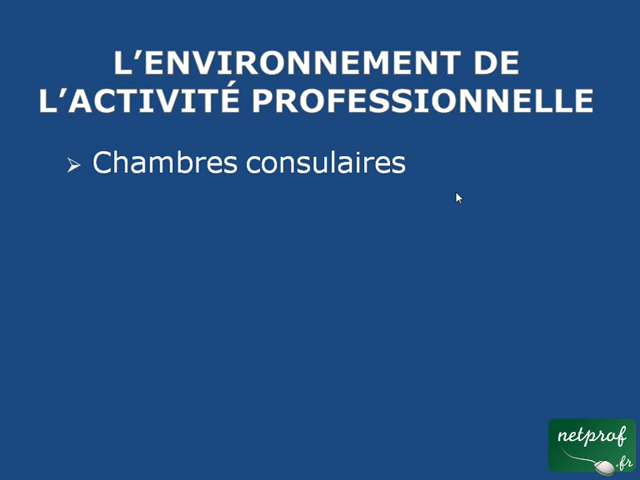 L’ENVIRONNEMENT DE
L’ACTIVITÉ PROFESSIONNELLE
Chambres consulaires
netprof
.fr